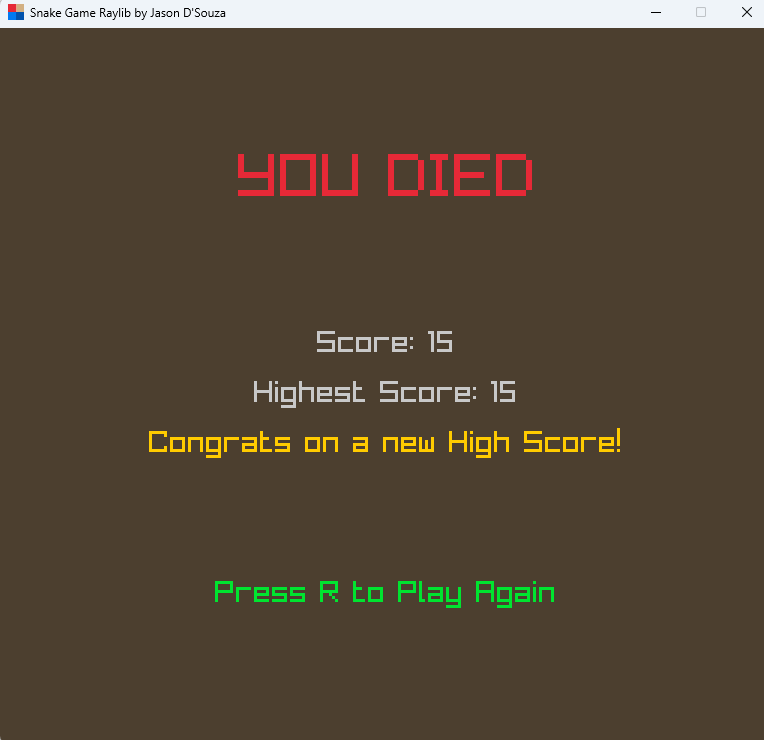 Snake Game Raylib by Jason D'Souza
YOU DIED
Score: 15
Highest Score: 15
Congrats on a new High Score!
Press R to Play Again